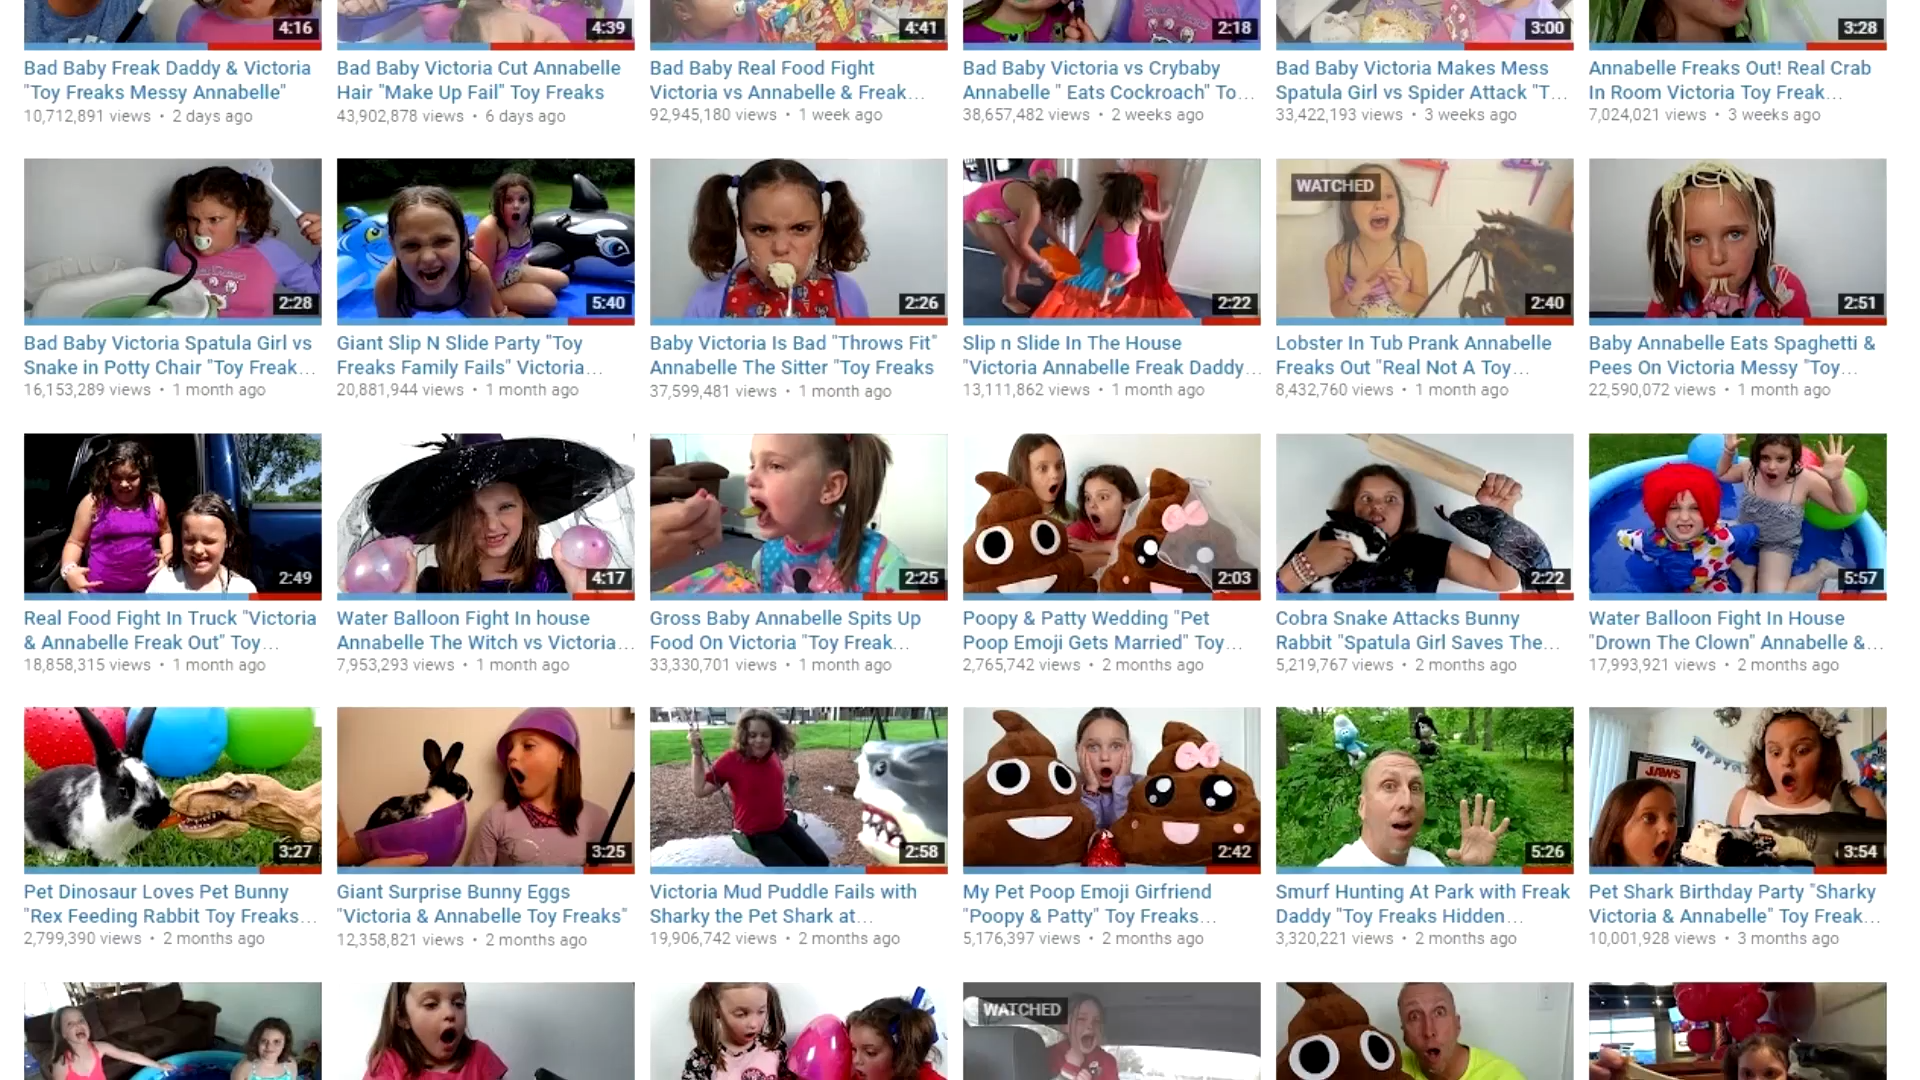 4:16
4:39
4:41
2:18
3:00
3:28
Bad Baby Freak Daddy & Victoria
"Toy Freaks Messy Annabelle"
10,712,891 views • 2 days ago
Bad Baby Victoria Cut Annabelle
Hair "Make Up Fail" Toy Freaks
43,902,878 views • 6 days ago
Bad Baby Real Food Fight
Victoria vs Annabelle & Freak...
92,945,180 views • 1 week ago
Bad Baby Victoria vs Crybaby
Annabelle " Eats Cockroach" To...
38,657,482 views • 2 weeks ago
Bad Baby Victoria Makes Mess
Spatula Girl vs Spider Attack "T...
33,422,193 views • 3 weeks ago
Annabelle Freaks Out! Real Crab
In Room Victoria Toy Freak...
7,024,021 views • 3 weeks ago
2:28
5:40
2:26
2:22
WATCHED
2:40
2:51
Bad Baby Victoria Spatula Girl vs
Snake in Potty Chair "Toy Freak...
16,153,289 views • 1 month ago
Giant Slip N Slide Party "Toy
Freaks Family Fails" Victoria...
20,881,944 views • 1 month ago
Baby Victoria Is Bad "Throws Fit"
Annabelle The Sitter "Toy Freaks
37,599,481 views • 1 month ago
Slip n Slide In The House
"Victoria Annabelle Freak Daddy...
13,111,862 views • 1 month ago
Lobster In Tub Prank Annabelle
Freaks Out "Real Not A Toy...
8,432,760 views • 1 month ago
Baby Annabelle Eats Spaghetti &
Pees On Victoria Messy "Toy...
22,590,072 views • 1 month ago
2:49
4:17
2:25
2:03
2:22
5:57
Real Food Fight In Truck "Victoria
& Annabelle Freak Out" Toy...
18,858,315 views • 1 month ago
Water Balloon Fight In house
Annabelle The Witch vs Victoria...
7,953,293 views • 1 month ago
Gross Baby Annabelle Spits Up
Food On Victoria "Toy Freak...
33,330,701 views • 1 month ago
Poopy & Patty Wedding "Pet
Poop Emoji Gets Married" Toy...
2,765,742 views • 2 months ago
Cobra Snake Attacks Bunny
Rabbit "Spatula Girl Saves The...
5,219,767 views • 2 months ago
Water Balloon Fight In House
"Drown The Clown" Annabelle &...
17,993,921 views • 2 months ago
3:27
3:25
2:58
2:42
5:26
JAWS
3:54
Pet Dinosaur Loves Pet Bunny
"Rex Feeding Rabbit Toy Freaks...
2,799,390 views • 2 months ago
Giant Surprise Bunny Eggs
"Victoria & Annabelle Toy Freaks"
12,358,821 views • 2 months ago
Victoria Mud Puddle Fails with
Sharky the Pet Shark at...
19,906,742 views • 2 months ago
My Pet Poop Emoji Girlfriend
"Poopy & Patty" Toy Freaks...
5,176,397 views • 2 months ago
Smurf Hunting At Park with Freak
Daddy "Toy Freaks Hidden...
3,320,221 views • 2 months ago
Pet Shark Birthday Party "Sharky
Victoria & Annabelle" Toy Freak...
10,001,928 views • 3 months ago
WATCHED